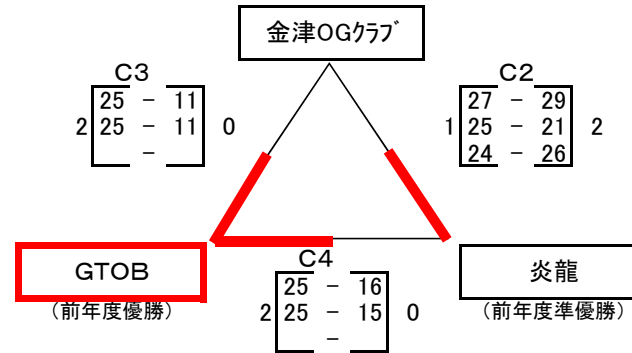 金津OGｸﾗﾌﾞ
C3
25 - 11
2 25 - 11 0
-
C2
27 - 29
1 25 - 21 2
24 - 26
GTOB
(前年度優勝)
C4
25 - 16
2 25 - 15 0
-
炎龍
(前年度準優勝)